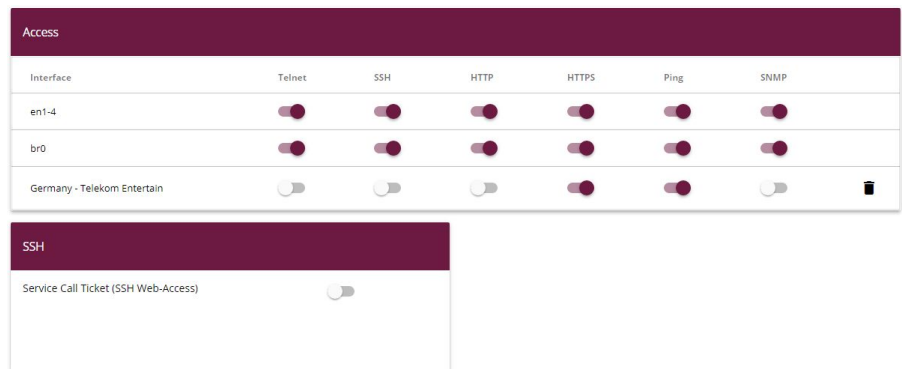 Access
Interface Telnet SSH HTTP HTTPS Ping SNMP
en1-4
br0
Germany - Telekom Entertain
SSH
Service Call Ticket (SSH Web-Access)